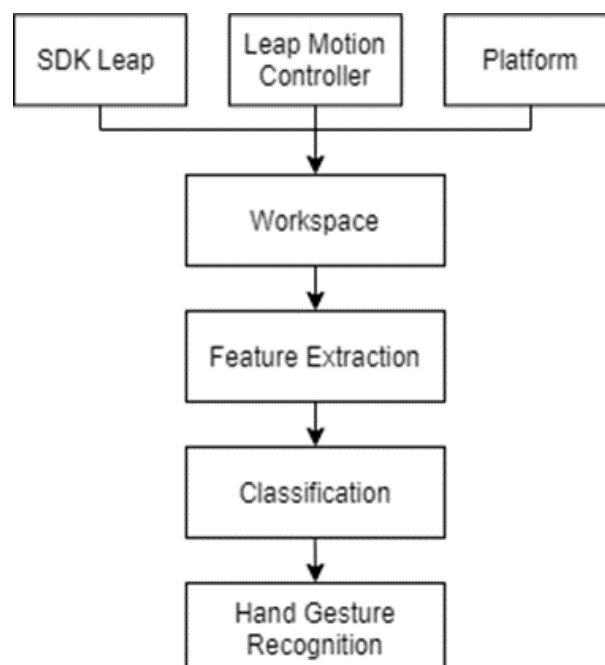 SDK Leap
Leap Motion
Controller
Platform
Workspace
Feature Extraction
Classification
Hand Gesture
Recognition